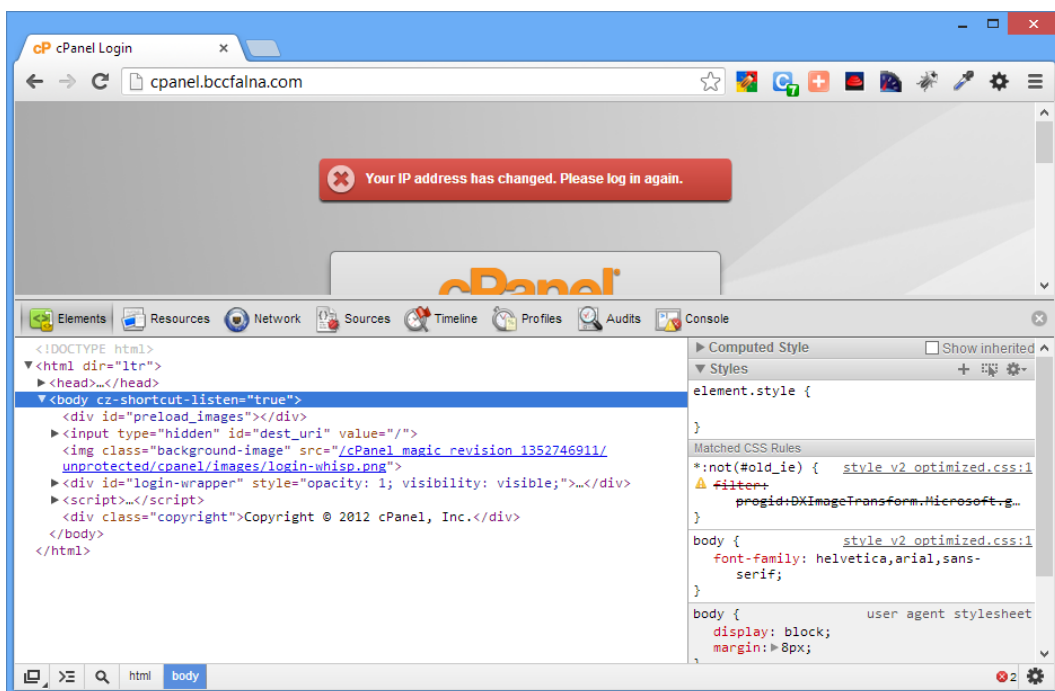 cP cPanel Login
cpanel.bccfalna.com
7
Your IP address has changed. Please log in again.
cPanel
Elements Resources Network Sources Timeline Profiles Audits Console
<!DOCTYPE html>
▼<html dir="ltr">
▶<head>…</head>
▼<body cz-shortcut-listen="true">
<div id="preload_images"></div>
▶<input type="hidden" id="dest_uri" value="/">
<img class="background-image" src="/cPanel_magic_revision_1352746911/
unprotected/cpanel/images/login-whisp.png">
▶<div id="login-wrapper" style="opacity: 1; visibility: visible;">…</div>
▶<script>…</script>
<div class="copyright">Copyright © 2012 cPanel, Inc.</div>
</body>
</html>
▶ Computed Style Show inherited
▼ Styles
element.style {
}
Matched CSS Rules
*:not(#old_ie) { style_v2_optimized.css:1
filter:
progid:DXImageTransform.Microsoft.g…
}
body { style_v2_optimized.css:1
font-family: helvetica,arial,sans-
serif;
}
body { user agent stylesheet
display: block;
margin:▶8px;
}
html body 2